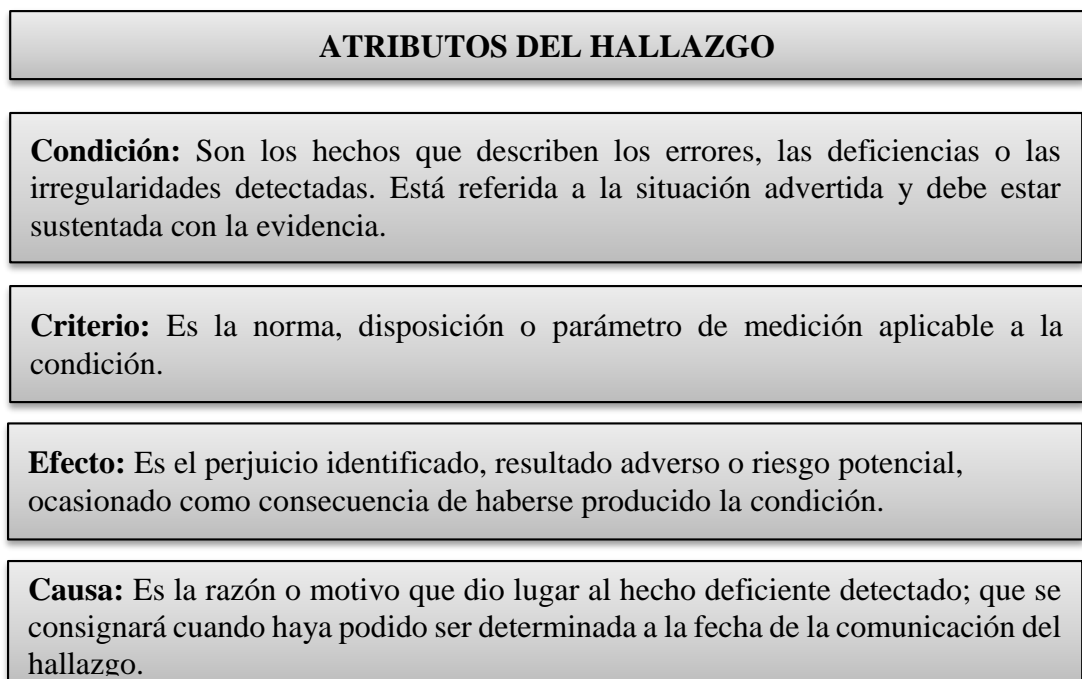 ATRIBUTOS DEL HALLAZGO
Condición: Son los hechos que describen los errores, las deficiencias o las
irregularidades detectadas. Está referida a la situación advertida y debe estar
sustentada con la evidencia.
Criterio: Es la norma, disposición o parámetro de medición aplicable a la
condición.
Efecto: Es el perjuicio identificado, resultado adverso o riesgo potencial,
ocasionado como consecuencia de haberse producido la condición.
Causa: Es la razón o motivo que dio lugar al hecho deficiente detectado; que se
consignará cuando haya podido ser determinada a la fecha de la comunicación del
hallazgo.